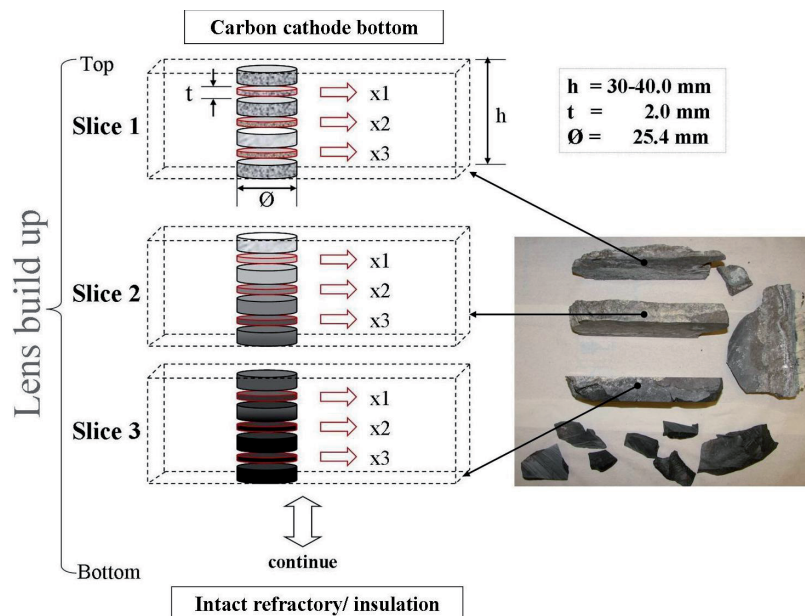 Carbon cathode bottom
Top
t
x1
Slice 1
x2
x3
h
Ø
h = 30-40.0 mm
t = 2.0 mm
Ø = 25.4 mm
Lens build up
x1
Slice 2
x2
x3
x1
Slice 3
x2
x3
continue
Bottom
Intact refractory/ insulation